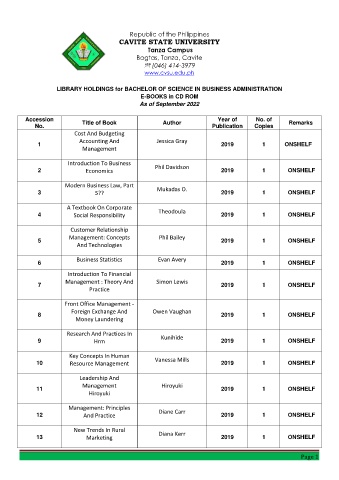 Republic of the Philippines
CAVITE STATE UNIVERSITY
Tanza Campus
Bagtas, Tanza, Cavite
☎ (046) 414-3979
www.cvsu.edu.ph
LIBRARY HOLDINGS for BACHELOR OF SCIENCE IN BUSINESS ADMINISTRATION
E-BOOKS in CD ROM
As of September 2022
Accession No. Title of Book Author Year of Publication No. of Copies Remarks
1 Cost And Budgeting Accounting And Management Jessica Gray 2019 1 ONSHELF
2 Introduction To Business Economics Phil Davidson 2019 1 ONSHELF
3 Modern Business Law, Part 5?? Mukadas D. 2019 1 ONSHELF
4 A Textbook On Corporate Social Responsibility Theodoula 2019 1 ONSHELF
5 Customer Relationship Management: Concepts And Technologies Phil Bailey 2019 1 ONSHELF
6 Business Statistics Evan Avery 2019 1 ONSHELF
7 Introduction To Financial Management : Theory And Practice Simon Lewis 2019 1 ONSHELF
8 Front Office Management - Foreign Exchange And Money Laundering Owen Vaughan 2019 1 ONSHELF
9 Research And Practices In Hrm Kunihide 2019 1 ONSHELF
10 Key Concepts In Human Resource Management Vanessa Mills 2019 1 ONSHELF
11 Leadership And Management Hiroyuki Hiroyuki 2019 1 ONSHELF
12 Management: Principles And Practice Diane Carr 2019 1 ONSHELF
13 New Trends In Rural Marketing Diana Kerr 2019 1 ONSHELF
Page 1